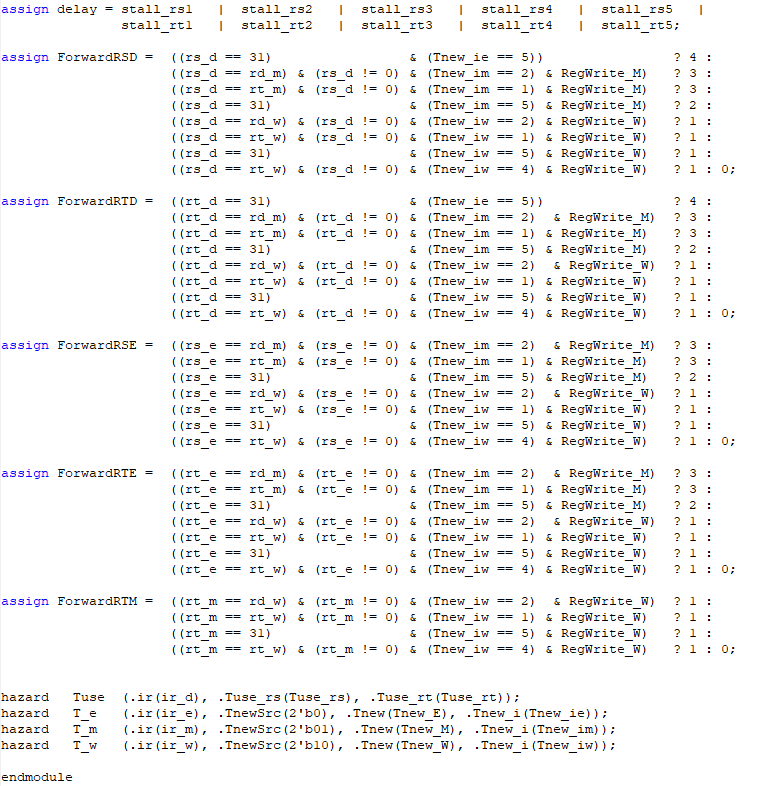 assign delay = stall_rs1   |  stall_rs2   |  stall_rs3   |  stall_rs4   |  stall_rs5   |
               stall_rt1   |  stall_rt2   |  stall_rt3   |  stall_rt4   |  stall_rt5;
assign ForwardRSD =  ((rs_d == 31)                  & (Tnew_ie == 5))                ? 4 :
                     ((rs_d == rd_m) & (rs_d != 0) & (Tnew_im == 2) & RegWrite_M)   ? 3 :
                     ((rs_d == rt_m) & (rs_d != 0) & (Tnew_im == 1) & RegWrite_M)   ? 3 :
                     ((rs_d == 31)                 & (Tnew_im == 5) & RegWrite_M)   ? 2 :
                     ((rs_d == rd_w) & (rs_d != 0) & (Tnew_iw == 2) & RegWrite_W)   ? 1 :
                     ((rs_d == rt_w) & (rs_d != 0) & (Tnew_iw == 1) & RegWrite_W)   ? 1 :
                     ((rs_d == 31)                 & (Tnew_iw == 5) & RegWrite_W)   ? 1 :
                     ((rs_d == rt_w) & (rs_d != 0) & (Tnew_iw == 4) & RegWrite_W)   ? 1 : 0;
assign ForwardRTD =  ((rt_d == 31)                 & (Tnew_ie == 5))                ? 4 :
                     ((rt_d == rd_m) & (rt_d != 0) & (Tnew_im == 2)  & RegWrite_M)  ? 3 :
                     ((rt_d == rt_m) & (rt_d != 0) & (Tnew_im == 1) & RegWrite_M)   ? 3 :
                     ((rt_d == 31)                 & (Tnew_im == 5) & RegWrite_M)   ? 2 :
                     ((rt_d == rd_w) & (rt_d != 0) & (Tnew_iw == 2)  & RegWrite_W)  ? 1 :
                     ((rt_d == rt_w) & (rt_d != 0) & (Tnew_iw == 1) & RegWrite_W)   ? 1 :
                     ((rt_d == 31)                 & (Tnew_iw == 5) & RegWrite_W)   ? 1 :
                     ((rt_d == rt_w) & (rt_d != 0) & (Tnew_iw == 4) & RegWrite_W)   ? 1 : 0;
assign ForwardRSE =  ((rs_e == rd_m) & (rs_e != 0) & (Tnew_im == 2)  & RegWrite_M)  ? 3 :
                     ((rs_e == rt_m) & (rs_e != 0) & (Tnew_im == 1) & RegWrite_M)   ? 3 :
                     ((rs_e == 31)                 & (Tnew_im == 5) & RegWrite_M)   ? 2 :
                     ((rs_e == rd_w) & (rs_e != 0) & (Tnew_iw == 2)  & RegWrite_W)  ? 1 :
                     ((rs_e == rt_w) & (rs_e != 0) & (Tnew_iw == 1) & RegWrite_W)   ? 1 :
                     ((rs_e == 31)                 & (Tnew_iw == 5) & RegWrite_W)   ? 1 :
                     ((rs_e == rt_w) & (rs_e != 0) & (Tnew_iw == 4) & RegWrite_W)   ? 1 : 0;
assign ForwardRTE =  ((rt_e == rd_m) & (rt_e != 0) & (Tnew_im == 2)  & RegWrite_M)  ? 3 :
                     ((rt_e == rt_m) & (rt_e != 0) & (Tnew_im == 1) & RegWrite_M)   ? 3 :
                     ((rt_e == 31)                 & (Tnew_im == 5) & RegWrite_M)   ? 2 :
                     ((rt_e == rd_w) & (rt_e != 0) & (Tnew_iw == 2)  & RegWrite_W)  ? 1 :
                     ((rt_e == rt_w) & (rt_e != 0) & (Tnew_iw == 1) & RegWrite_W)   ? 1 :
                     ((rt_e == 31)                 & (Tnew_iw == 5) & RegWrite_W)   ? 1 :
                     ((rt_e == rt_w) & (rt_e != 0) & (Tnew_iw == 4) & RegWrite_W)   ? 1 : 0;
assign ForwardRTM =  ((rt_m == rd_w) & (rt_m != 0) & (Tnew_iw == 2)  & RegWrite_W)  ? 1 :
                     ((rt_m == rt_w) & (rt_m != 0) & (Tnew_iw == 1) & RegWrite_W)   ? 1 :
                     ((rt_m == 31)                 & (Tnew_iw == 5) & RegWrite_W)   ? 1 :
                     ((rt_m == rt_w) & (rt_m != 0) & (Tnew_iw == 4) & RegWrite_W)   ? 1 : 0;
hazard   Tuse  (.ir(ir_d), .Tuse_rs(Tuse_rs), .Tuse_rt(Tuse_rt));
hazard   T_e   (.ir(ir_e), .TnewSrc(2'b0), .Tnew(Tnew_E), .Tnew_i(Tnew_ie));
hazard   T_m   (.ir(ir_m), .TnewSrc(2'b01), .Tnew(Tnew_M), .Tnew_i(Tnew_im));
hazard   T_w   (.ir(ir_w), .TnewSrc(2'b10), .Tnew(Tnew_W), .Tnew_i(Tnew_iw));
endmodule